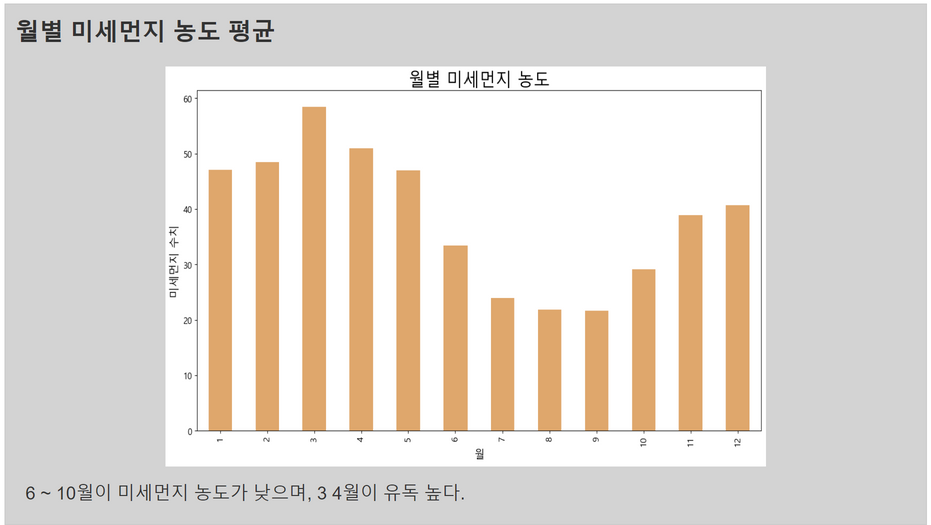 월별 미세먼지 농도 평균
월별 미세먼지 농도
미세먼지 수치
60
50
40
30
20
10
0
1 2 3 4 5 6 7 8 9 10 11 12
월
6 ~ 10월이 미세먼지 농도가 낮으며, 3 4월이 유독 높다.